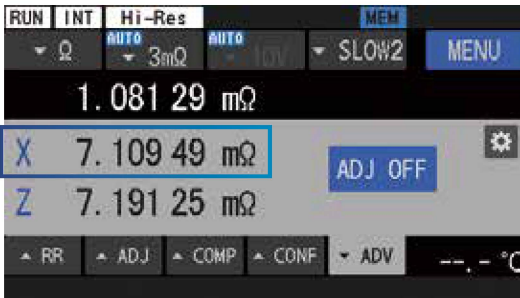 RUN INT Hi-Res MEM
Ω AUTO 3mΩ AUTO 10V SLOW2 MENU
1.081 29 mΩ
X 7.109 49 mΩ
ADJ OFF
Z 7.191 25 mΩ
RR ADJ COMP CONF ADV --.- °C